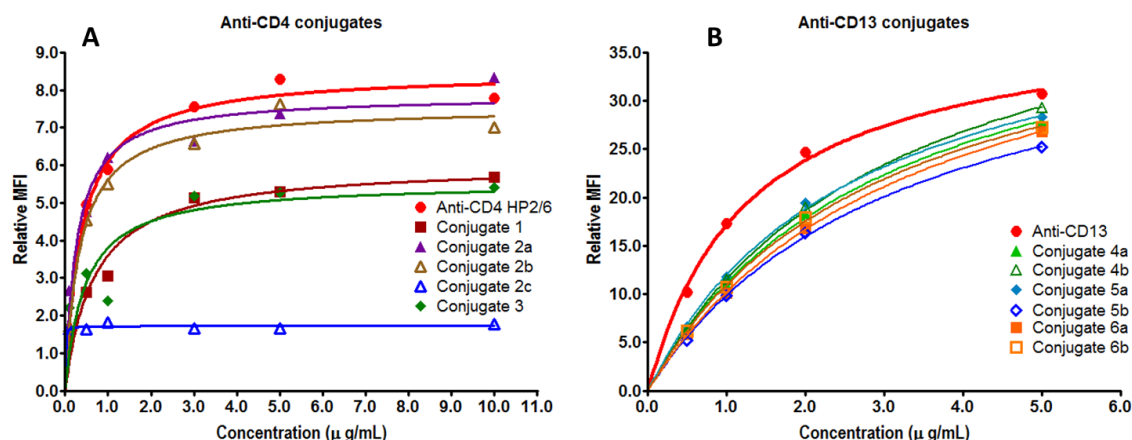 Anti-CD4 conjugates
A
Relative MFI
9.0
8.0
7.0
6.0
5.0
4.0
3.0
2.0
1.0
0.0
0.0 1.0 2.0 3.0 4.0 5.0 6.0 7.0 8.0 9.0 10.0 11.0
Concentration (μ g/mL)
Anti-CD4 HP2/6
Conjugate 1
Conjugate 2a
Conjugate 2b
Conjugate 2c
Conjugate 3
Anti-CD13 conjugates
B
Relative MFI
35.0
30.0
25.0
20.0
15.0
10.0
5.0
0.0
0.0 1.0 2.0 3.0 4.0 5.0 6.0
Concentration (μ g/mL)
Anti-CD13
Conjugate 4a
Conjugate 4b
Conjugate 5a
Conjugate 5b
Conjugate 6a
Conjugate 6b